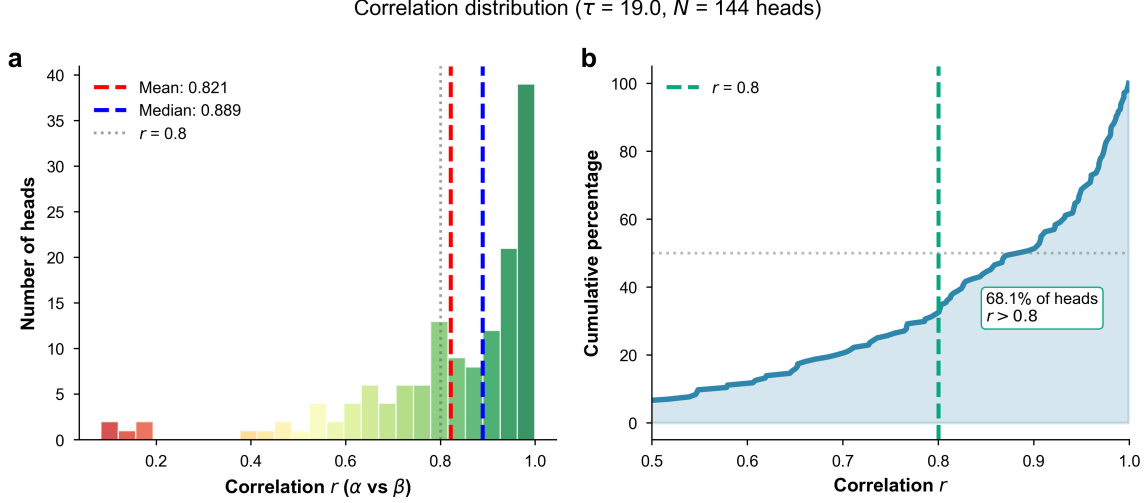 Correlation distribution (τ = 19.0, N = 144 heads)
a
Mean: 0.821
Median: 0.889
r = 0.8
Number of heads
40
35
30
25
20
15
10
5
0
0.2 0.4 0.6 0.8 1.0
Correlation r (α vs β)
b
r = 0.8
Cumulative percentage
100
80
60
40
20
0
68.1% of heads
r > 0.8
0.5 0.6 0.7 0.8 0.9 1.0
Correlation r